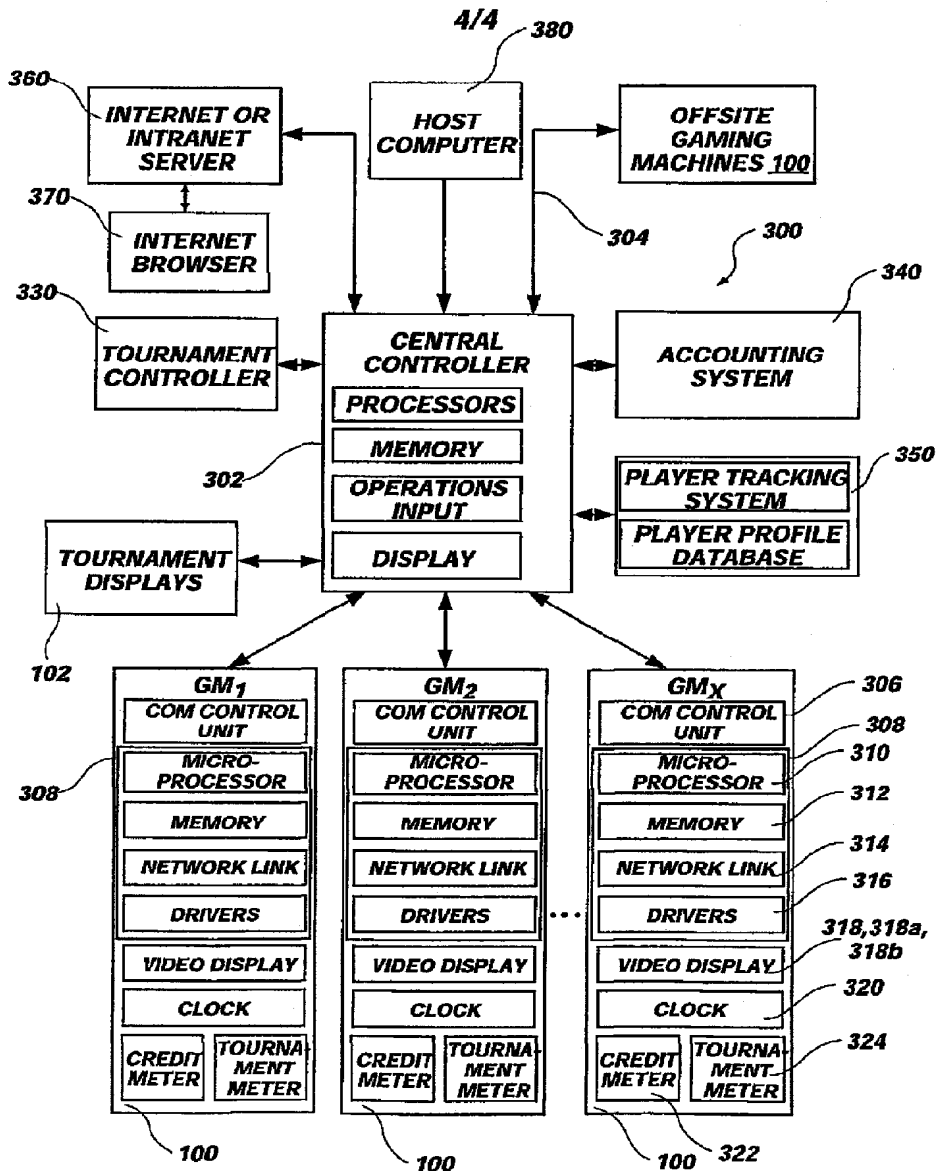 4/4
360
INTERNET OR
INTRANET
SERVER
380
HOST
COMPUTER
OFFSITE
GAMING
MACHINES 100
370
INTERNET
BROWSER
304
300
330
TOURNAMENT
CONTROLLER
340
ACCOUNTING
SYSTEM
CENTRAL
CONTROLLER
PROCESSORS
MEMORY
OPERATIONS
INPUT
DISPLAY
302
350
PLAYER TRACKING
SYSTEM
PLAYER PROFILE
DATABASE
TOURNAMENT
DISPLAYS
102
GM1
COM CONTROL
UNIT
308
MICRO-
PROCESSOR
MEMORY
NETWORK LINK
DRIVERS
VIDEO DISPLAY
CLOCK
CREDIT
METER
TOURNA-
MENT
METER
100
GM2
COM CONTROL
UNIT
MICRO-
PROCESSOR
MEMORY
NETWORK LINK
DRIVERS
VIDEO DISPLAY
CLOCK
CREDIT
METER
TOURNA-
MENT
METER
100
...
GMX
COM CONTROL
UNIT
306
308
MICRO-
PROCESSOR
310
MEMORY
312
NETWORK LINK
314
DRIVERS
316
VIDEO DISPLAY
318, 318a,
318b
CLOCK
320
CREDIT
METER
TOURNA-
MENT
METER
324
322
100